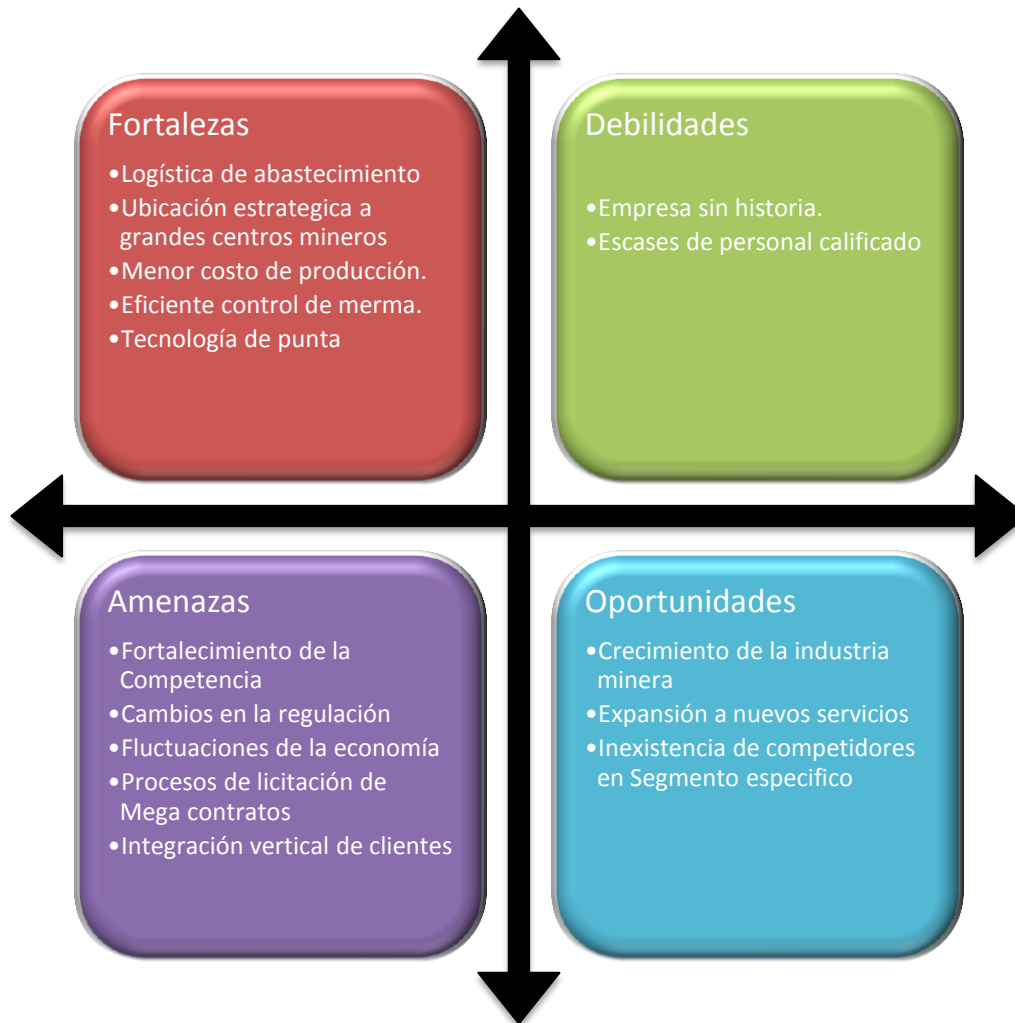 Fortalezas
•Logística de abastecimiento
•Ubicación estrategica a
grandes centros mineros
•Menor costo de producción.
•Eficiente control de merma.
•Tecnología de punta
Debilidades
•Empresa sin historia.
•Escases de personal calificado
Amenazas
•Fortalecimiento de la
Competencia
•Cambios en la regulación
•Fluctuaciones de la economía
•Procesos de licitación de
Mega contratos
•Integración vertical de clientes
Oportunidades
•Crecimiento de la industria
minera
•Expansión a nuevos servicios
•Inexistencia de competidores
en Segmento especifico